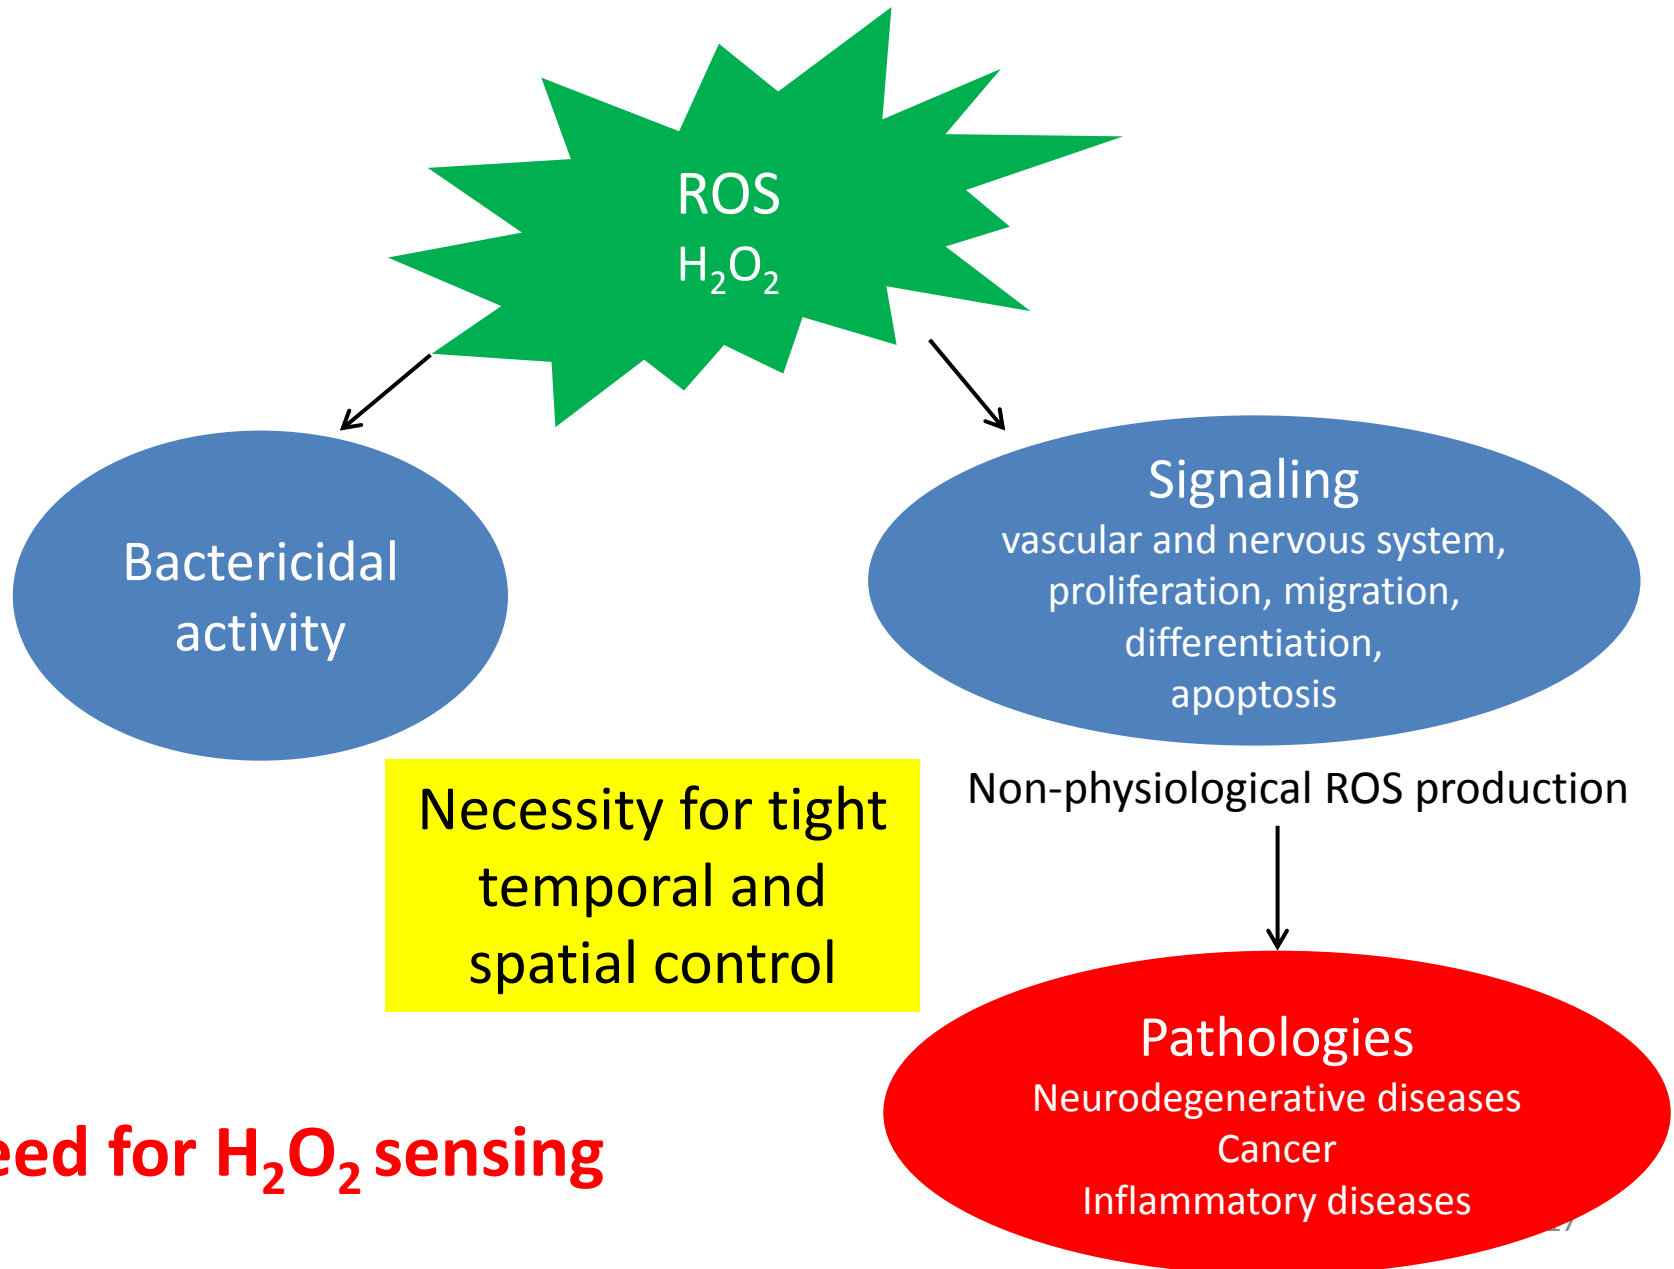 ROS
H₂O₂
Bactericidal
activity
Signaling
vascular and nervous system,
proliferation, migration,
differentiation,
apoptosis
Necessity for tight
temporal and
spatial control
Non-physiological ROS production
Pathologies
Neurodegenerative diseases
Cancer
Inflammatory diseases
eed for H₂O₂ sensing